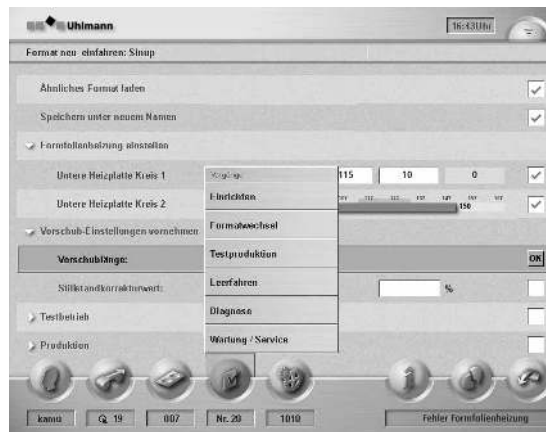 Uhlmann
16:43Uhr
Format neu einfahren: Sinup
Ähnliches Format laden
Speichern unter neuem Namen
Formfolienheizung einstellen
Untere Heizplatte Kreis 1
115 10 0
Untere Heizplatte Kreis 2
150
Vorschub-Einstellungen vornehmen
Vorschublänge:
OK
Stillstandkorrekturwert:
%
Testbetrieb
Produktion
Vorgänge
Einrichten
Formatwechsel
Testproduktion
Leerfahren
Diagnose
Wartung / Service
kamu
19
007
Nr. 20
1010
Fehler Formfolienheizung